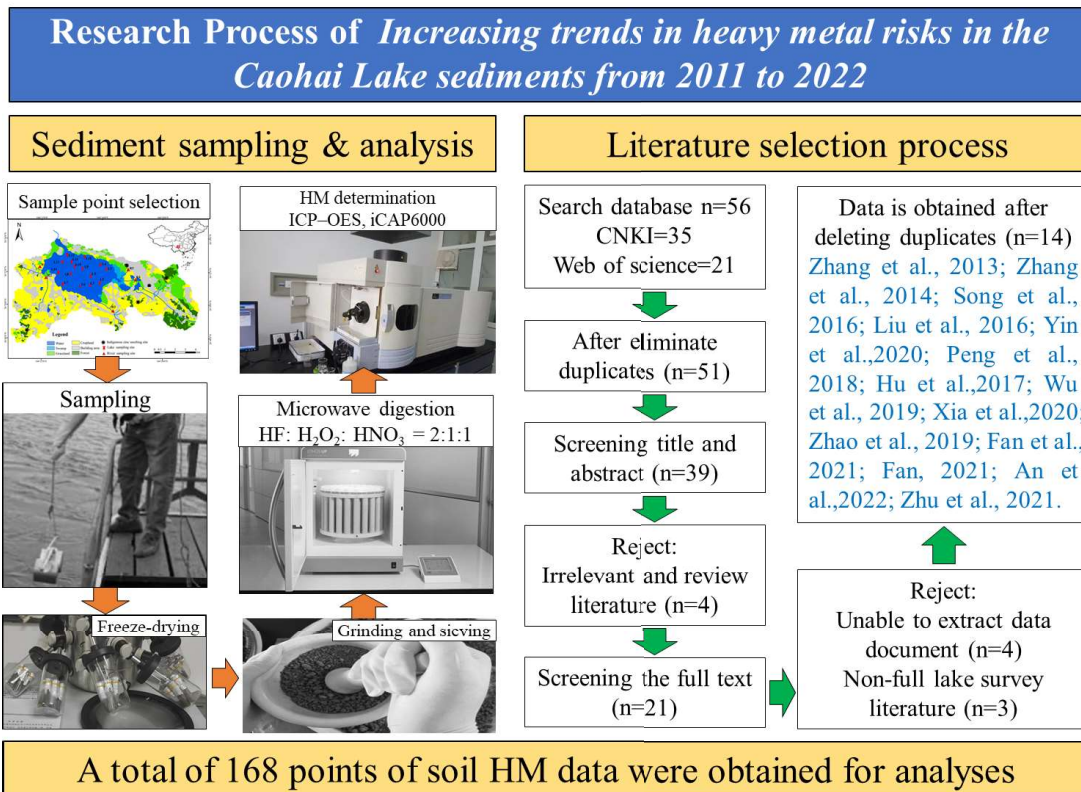 Research Process of Increasing trends in heavy metal risks in the
Caohai Lake sediments from 2011 to 2022
Sediment sampling & analysis
Sample point selection
N
Legend
Sampling
Freeze-drying
Grinding and sieving
Microwave digestion
HF: H₂O₂: HNO₃ = 2:1:1
HM determination
ICP–OES, iCAP6000
Literature selection process
Search database n=56
CNKI=35
Web of science=21
After eliminate
duplicates (n=51)
Screening title and
abstract (n=39)
Reject:
Irrelevant and review
literature (n=4)
Screening the full text
(n=21)
Reject:
Unable to extract data
document (n=4)
Non-full lake survey
literature (n=3)
Data is obtained after
deleting duplicates (n=14)
Zhang et al., 2013; Zhang
et al., 2014; Song et al.,
2016; Liu et al., 2016; Yin
et al.,2020; Peng et al.,
2018; Hu et al.,2017; Wu
et al., 2019; Xia et al.,2020;
Zhao et al., 2019; Fan et al.,
2021; Fan, 2021; An et
al.,2022; Zhu et al., 2021.
A total of 168 points of soil HM data were obtained for analyses